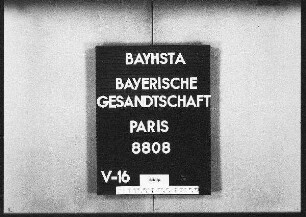 BAYHSTA
BAYERISCHE
GESANDTSCHAFT
PARIS
8808
V-16